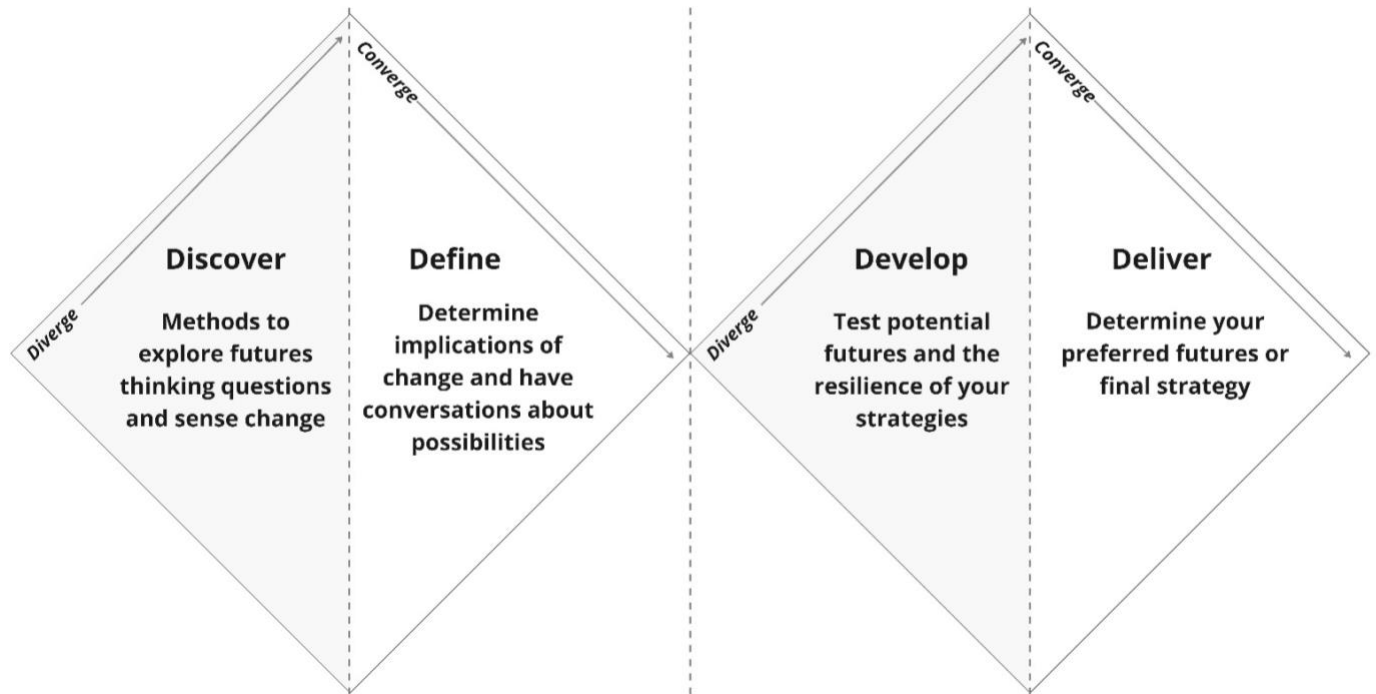 Diverge
Converge
Discover
Methods to
explore futures
thinking questions
and sense change
Define
Determine
implications of
change and have
conversations about
possibilities
Diverge
Converge
Develop
Test potential
futures and the
resilience of your
strategies
Deliver
Determine your
preferred futures or
final strategy